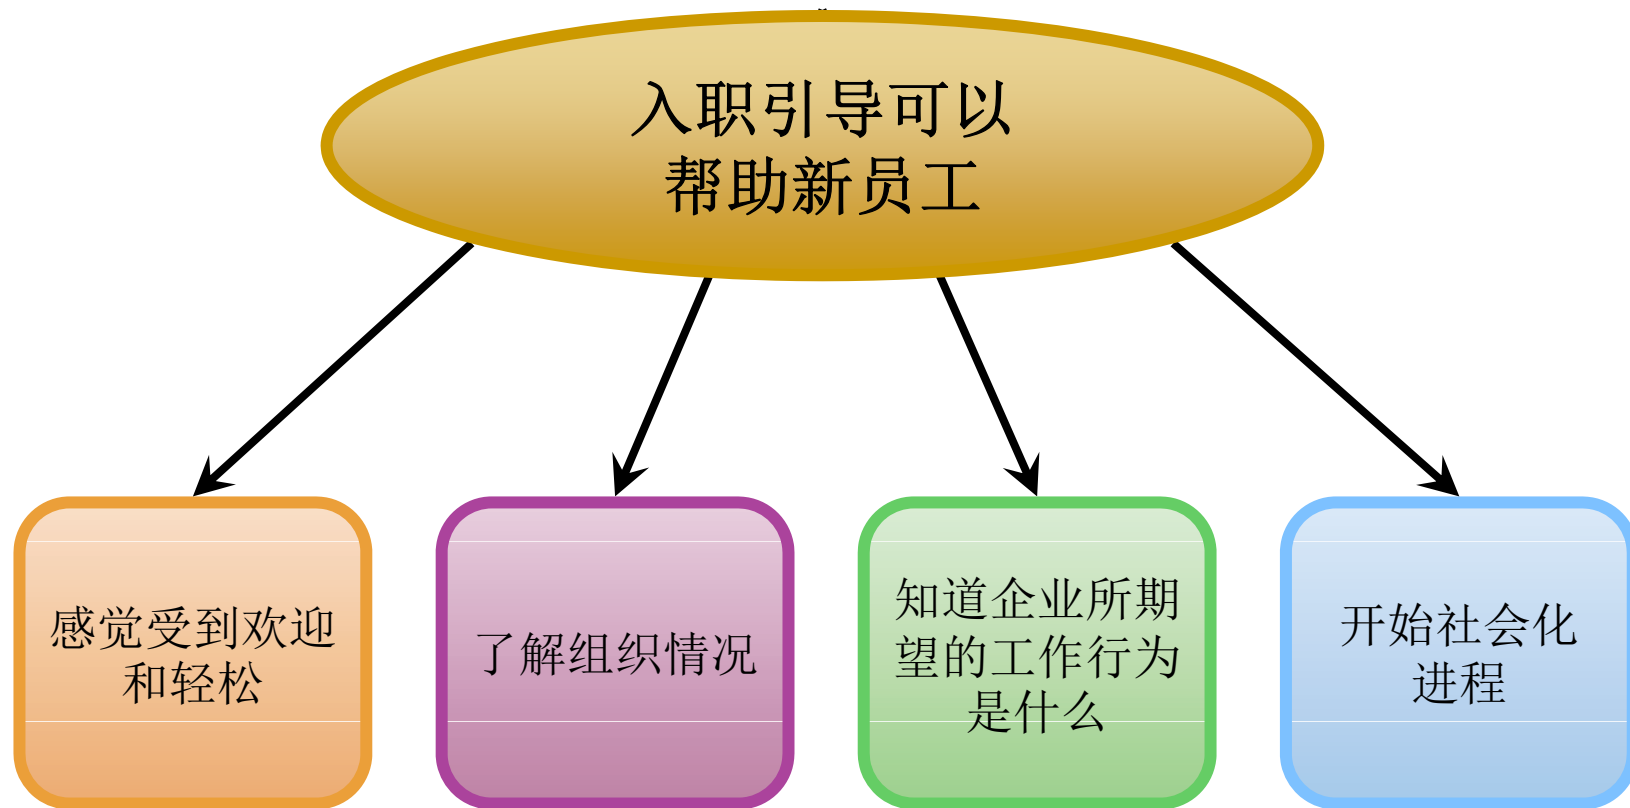 入职引导可以
帮助新员工
感觉受到欢迎
和轻松
了解组织情况
知道企业所期
望的工作行为
是什么
开始社会化
进程